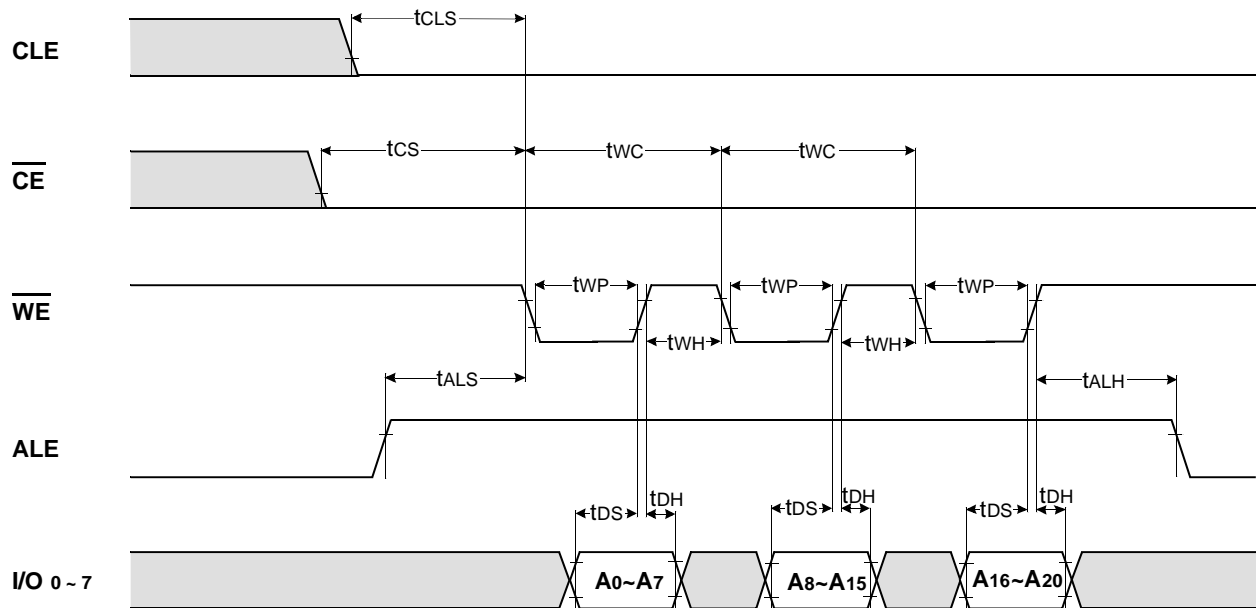 tCLS
CLE
tCS tWC tWC
CE
tWP tWP tWP
WE
tWH tWH
tALS tALH
ALE
tDS tDH tDS tDH tDS tDH
I/O 0 ~ 7 A0~A7 A8~A15 A16~A20